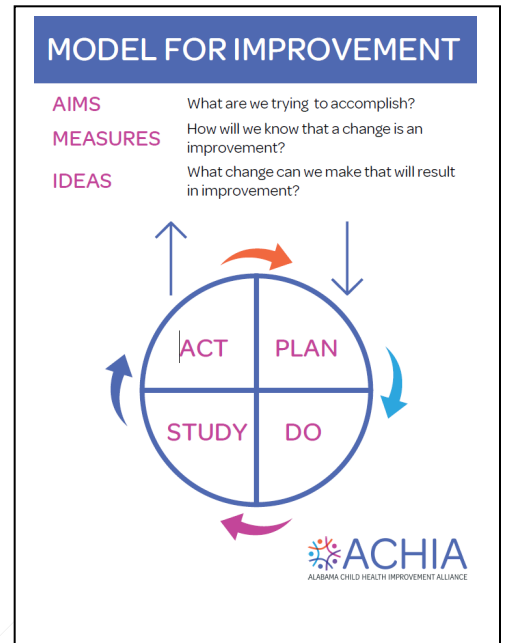 MODEL FOR IMPROVEMENT
AIMS What are we trying to accomplish?
MEASURES How will we know that a change is an
improvement?
IDEAS What change can we make that will result
in improvement?
ACT PLAN
STUDY DO
ACHIA
ALABAMA CHILD HEALTH IMPROVEMENT ALLIANCE